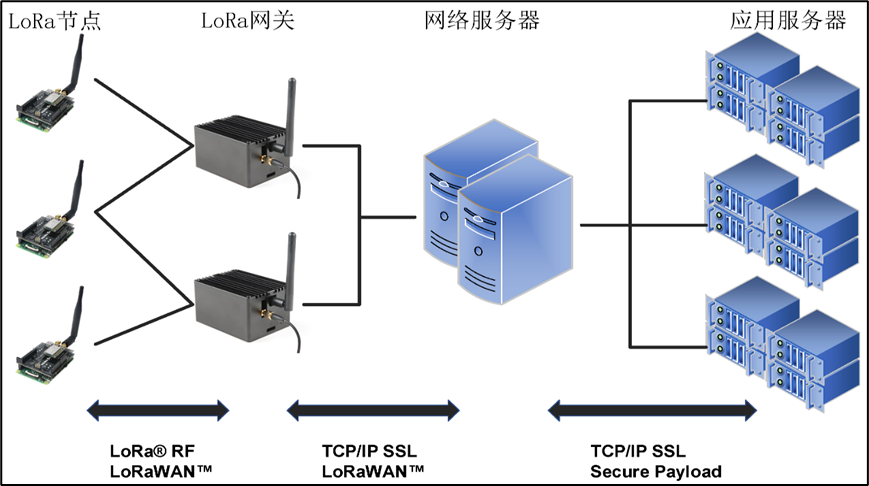 LoRa节点
LoRa网关
网络服务器
应用服务器
LoRa® RF
LoRaWAN™
TCP/IP SSL
LoRaWAN™
TCP/IP SSL
Secure Payload